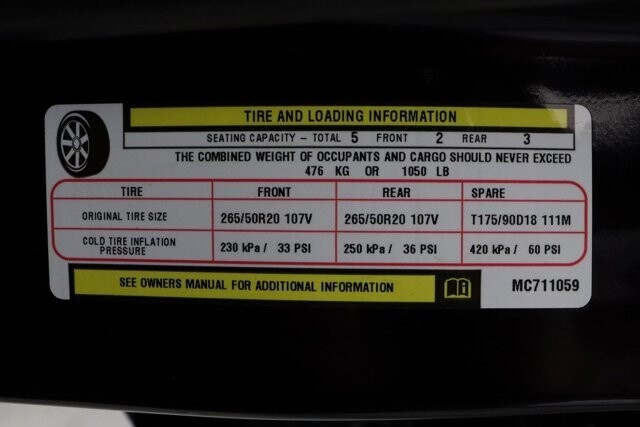 TIRE AND LOADING INFORMATION
SEATING CAPACITY – TOTAL 5 FRONT 2 REAR 3
THE COMBINED WEIGHT OF OCCUPANTS AND CARGO SHOULD NEVER EXCEED
476 KG OR 1050 LB
TIRE FRONT REAR SPARE
ORIGINAL TIRE SIZE 265/50R20 107V 265/50R20 107V T175/90D18 111M
COLD TIRE INFLATION
PRESSURE 230 kPa / 33 PSI 250 kPa / 36 PSI 420 kPa / 60 PSI
SEE OWNERS MANUAL FOR ADDITIONAL INFORMATION MC711059